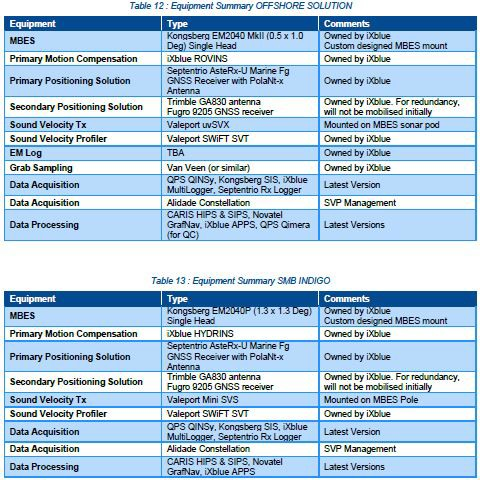 Table 12 : Equipment Summary OFFSHORE SOLUTION
Equipment Type Comments
MBES Kongsberg EM2040 MkII (0.5 x 1.0 Owned by iXblue
Deg) Single Head Custom designed MBES mount
Primary Motion Compensation iXblue ROVINS Owned by iXBlue
Primary Positioning Solution Septentrio AsteRx-U Marine Fg Owned by iXblue
GNSS Receiver with PolaNt-x
Antenna
Secondary Positioning Solution Trimble GA830 antenna Owned by iXblue. For redundancy,
Fugro 9205 GNSS receiver will not be mobilised initially
Sound Velocity Tx Valeport uvSVX Mounted on MBES sonar pod
Sound Velocity Profiler Valeport SWiFT SVT Owned by iXblue
EM Log TBA Owned by iXblue
Grab Sampling Van Veen (or similar) Owned by iXblue
Data Acquisition QPS QINSy, Kongsberg SIS, iXblue Latest Version
MultiLogger, Septentrio Rx Logger
Data Acquisition Alidade Constellation SVP Management
Data Processing CARIS HIPS & SIPS, Novatel Latest Versions
GrafNav, iXblue APPS, QPS Qimera
(for QC)
Table 13 : Equipment Summary SMB INDIGO
Equipment Type Comments
MBES Kongsberg EM2040P (1.3 x 1.3 Deg) Owned by iXblue
Single Head Custom designed MBES mount
Primary Motion Compensation iXblue HYDRINS Owned by iXblue
Primary Positioning Solution Septentrio AsteRx-U Marine Fg Owned by iXblue
GNSS Receiver with PolaNt-x
Antenna
Secondary Positioning Solution Trimble GA830 antenna Owned by iXblue. For redundancy,
Fugro 9205 GNSS receiver will not be mobilised initially
Sound Velocity Tx Valeport Mini SVS Mounted on MBES Pole
Sound Velocity Profiler Valeport SWiFT SVT Owned by iXblue
Data Acquisition QPS QINSy, Kongsberg SIS, iXblue Latest Version
MultiLogger, Septentrio Rx Logger
Data Acquisition Alidade Constellation SVP Management
Data Processing CARIS HIPS & SIPS, Novatel Latest Versions
GrafNav, iXblue APPS